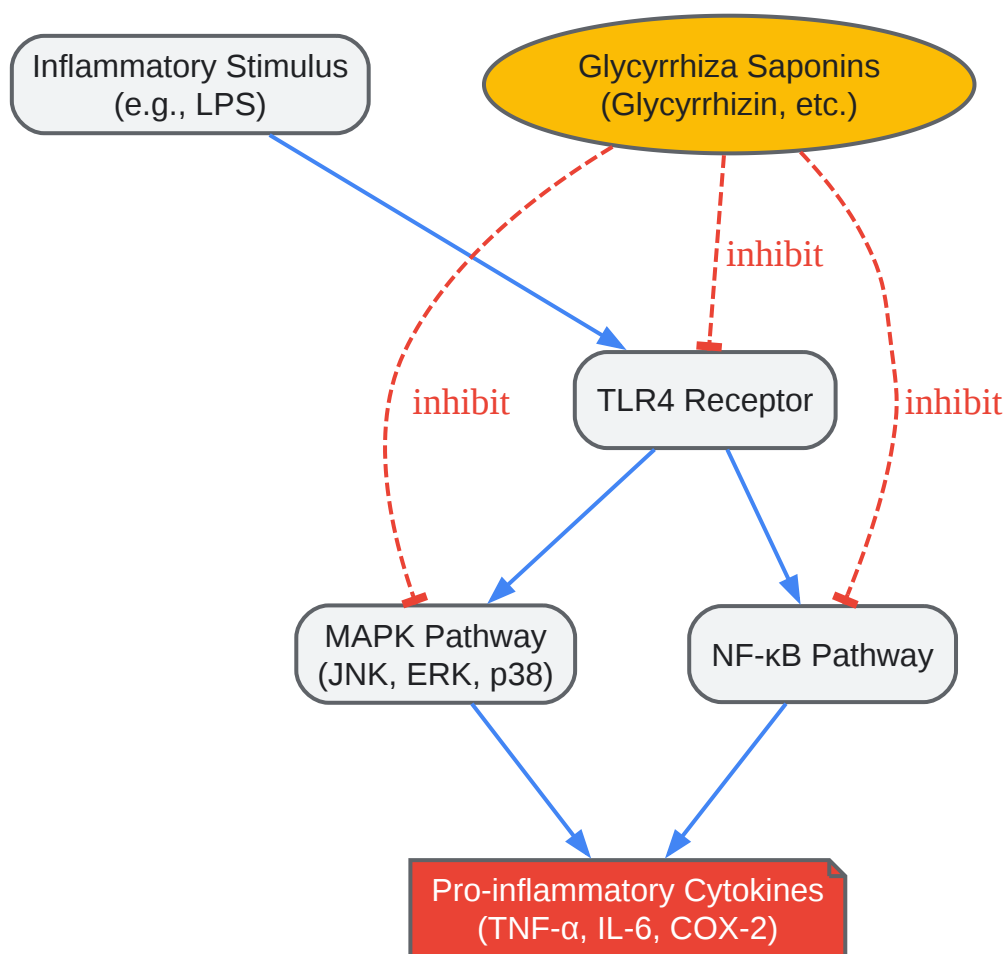 Inflammatory Stimulus
(e.g., LPS)
Glycyrrhiza Saponins
(Glycyrrhizin, etc.)
inhibit
inhibit
TLR4 Receptor
inhibit
MAPK Pathway
(JNK, ERK, p38)
NF-κB Pathway
Pro-inflammatory Cytokines
(TNF-α, IL-6, COX-2)